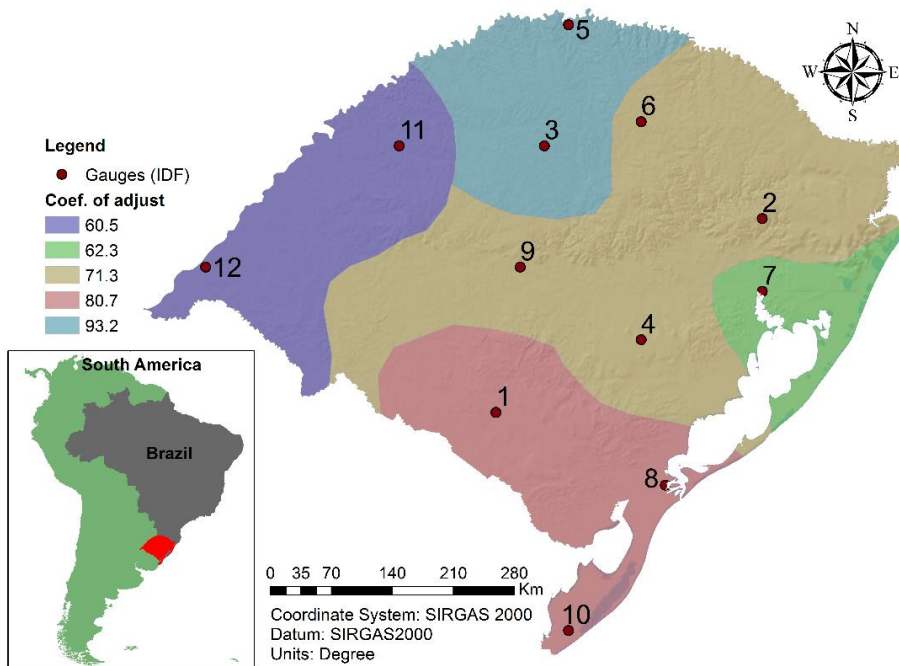 5
N
W E
S
6
11
3
Legend
Gauges (IDF)
Coef. of adjust
60.5
62.3
71.3
80.7
93.2
2
9
7
12
4
1
8
10
South America
Brazil
0 35 70 140 210 280
Km
Coordinate System: SIRGAS 2000
Datum: SIRGAS2000
Units: Degree